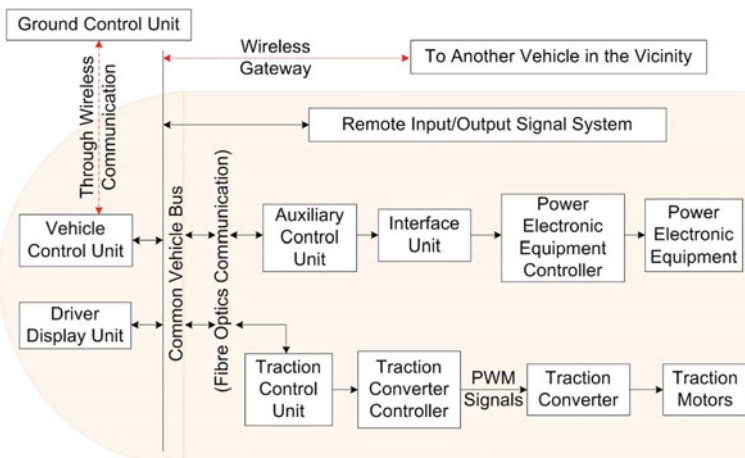 Ground Control Unit
Wireless
Gateway
To Another Vehicle in the Vicinity
Through Wireless
Communication
Remote Input/Output Signal System
Vehicle
Control Unit
Common Vehicle Bus
(Fibre Optics Communication)
Auxiliary
Control
Unit
Interface
Unit
Power
Electronic
Equipment
Controller
Power
Electronic
Equipment
Driver
Display Unit
Traction
Control
Unit
Traction
Converter
Controller
PWM
Signals
Traction
Converter
Traction
Motors